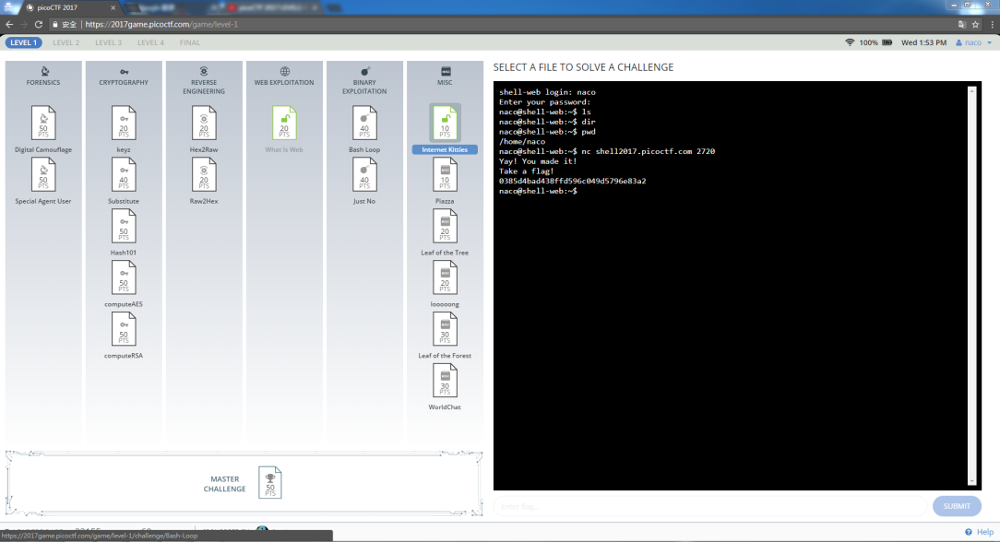 picoCTF 2017
安全 | https://2017game.picoctf.com/game/level-1
LEVEL 1 LEVEL 2 LEVEL 3 LEVEL 4 FINAL
100% Wed 1:53 PM naco
FORENSICS
50 PTS
Digital Camouflage
50 PTS
Special Agent User
CRYPTOGRAPHY
20 PTS
keyz
40 PTS
Substitute
50 PTS
Hash101
50 PTS
computeAES
50 PTS
computeRSA
REVERSE
ENGINEERING
20 PTS
Hex2Raw
20 PTS
Raw2Hex
WEB EXPLOITATION
20 PTS
What Is Web
BINARY
EXPLOITATION
40 PTS
Bash Loop
40 PTS
Just No
MISC
10 PTS
Internet Kitties
10 PTS
Piazza
20 PTS
Leaf of the Tree
20 PTS
looooong
30 PTS
Leaf of the Forest
30 PTS
WorldChat
MASTER
CHALLENGE
50 PTS
SELECT A FILE TO SOLVE A CHALLENGE
shell-web login: naco
Enter your password:
naco@shell-web:~$ ls
naco@shell-web:~$ dir
naco@shell-web:~$ pwd
/home/naco
naco@shell-web:~$ nc shell2017.picoctf.com 2720
Yay! You made it!
Take a flag!
0385d4bad438ffd596c049d5796e83a2
naco@shell-web:~$
Enter flag...
SUBMIT
https://2017game.picoctf.com/game/level-1/challenge/Bash-Loop
Help